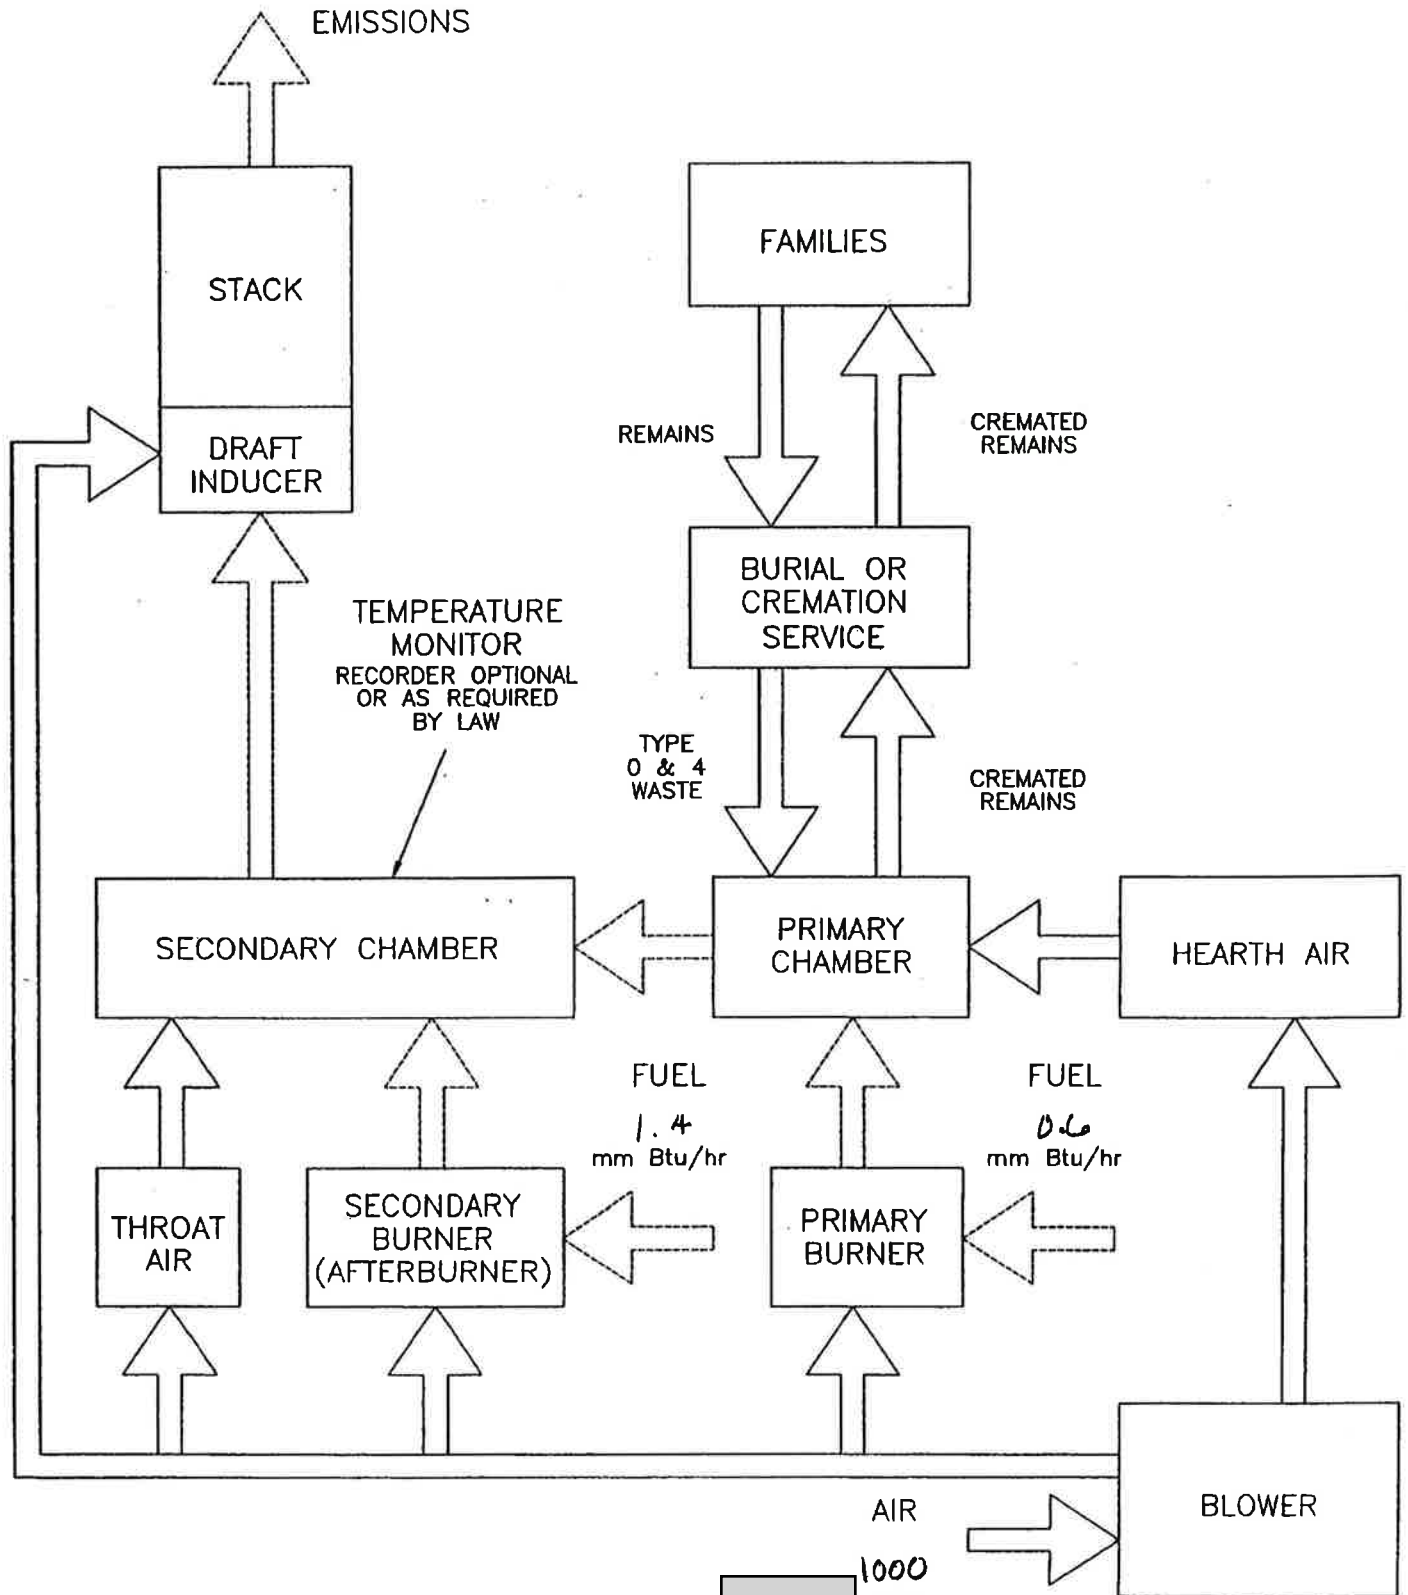 EMISSIONS
STACK
DRAFT
INDUCER
FAMILIES
REMAINS
CREMATED
REMAINS
BURIAL OR
CREMATION
SERVICE
TEMPERATURE
MONITOR
RECORDER OPTIONAL
OR AS REQUIRED
BY LAW
TYPE
0 & 4
WASTE
CREMATED
REMAINS
SECONDARY CHAMBER
PRIMARY
CHAMBER
HEARTH AIR
FUEL
1.4
mm Btu/hr
FUEL
0.6
mm Btu/hr
THROAT
AIR
SECONDARY
BURNER
(AFTERBURNER)
PRIMARY
BURNER
AIR
1000
BLOWER